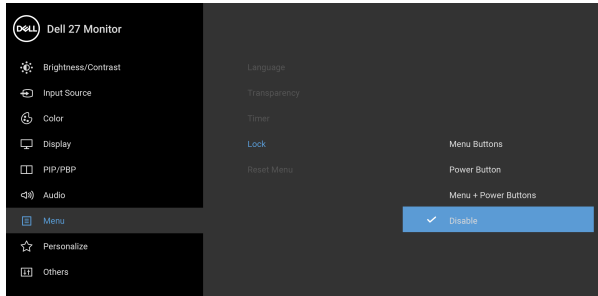 DELL Dell 27 Monitor
Brightness/Contrast
Input Source
Color
Display
PIP/PBP
Audio
Menu
Personalize
Others
Language
Transparency
Timer
Lock
Reset Menu
Menu Buttons
Power Button
Menu + Power Buttons
Disable